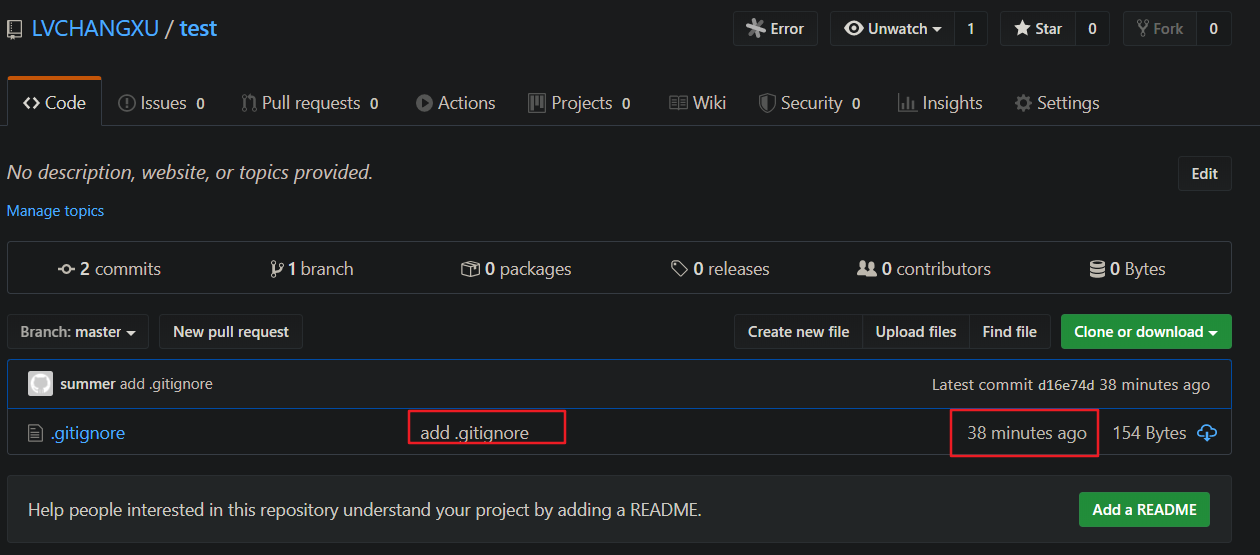 LVCHANGXU / test Error Unwatch 1 Star 0 Fork 0
Code Issues 0 Pull requests 0 Actions Projects 0 Wiki Security 0 Insights Settings
No description, website, or topics provided. Edit
Manage topics
2 commits 1 branch 0 packages 0 releases 0 contributors 0 Bytes
Branch: master New pull request Create new file Upload files Find file Clone or download
summer add .gitignore Latest commit d16e74d 38 minutes ago
.gitignore add .gitignore 38 minutes ago 154 Bytes
Help people interested in this repository understand your project by adding a README. Add a README